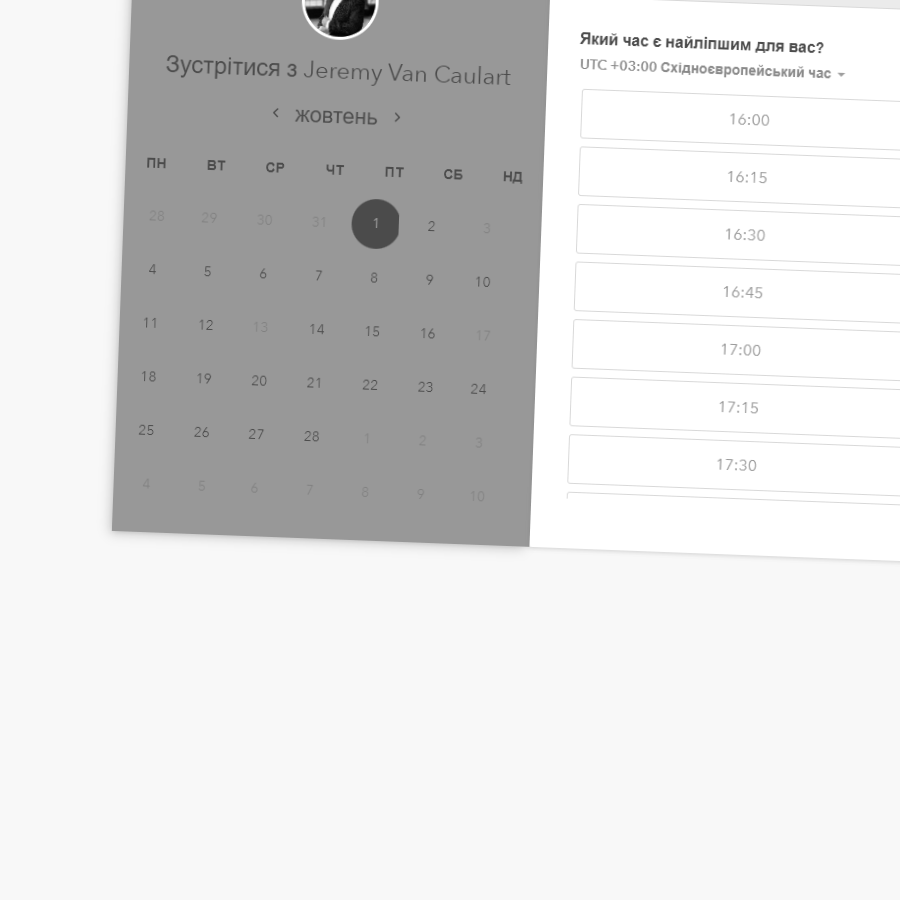 Зустрітися з Jeremy Van Caulart
‹ жовтень ›
ПН ВТ СР ЧТ ПТ СБ НД
28 29 30 31 1 2 3
4 5 6 7 8 9 10
11 12 13 14 15 16 17
18 19 20 21 22 23 24
25 26 27 28 1 2 3
4 5 6 7 8 9 10
Який час є найліпшим для вас?
UTC +03:00 Східноєвропейський час
16:00
16:15
16:30
16:45
17:00
17:15
17:30